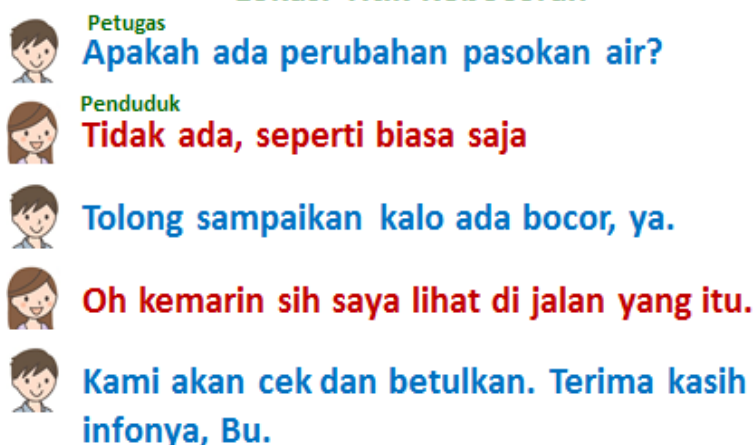 Petugas
Apakah ada perubahan pasokan air?
Penduduk
Tidak ada, seperti biasa saja
Tolong sampaikan kalo ada bocor, ya.
Oh kemarin sih saya lihat di jalan yang itu.
Kami akan cek dan betulkan. Terima kasih
infonya, Bu.